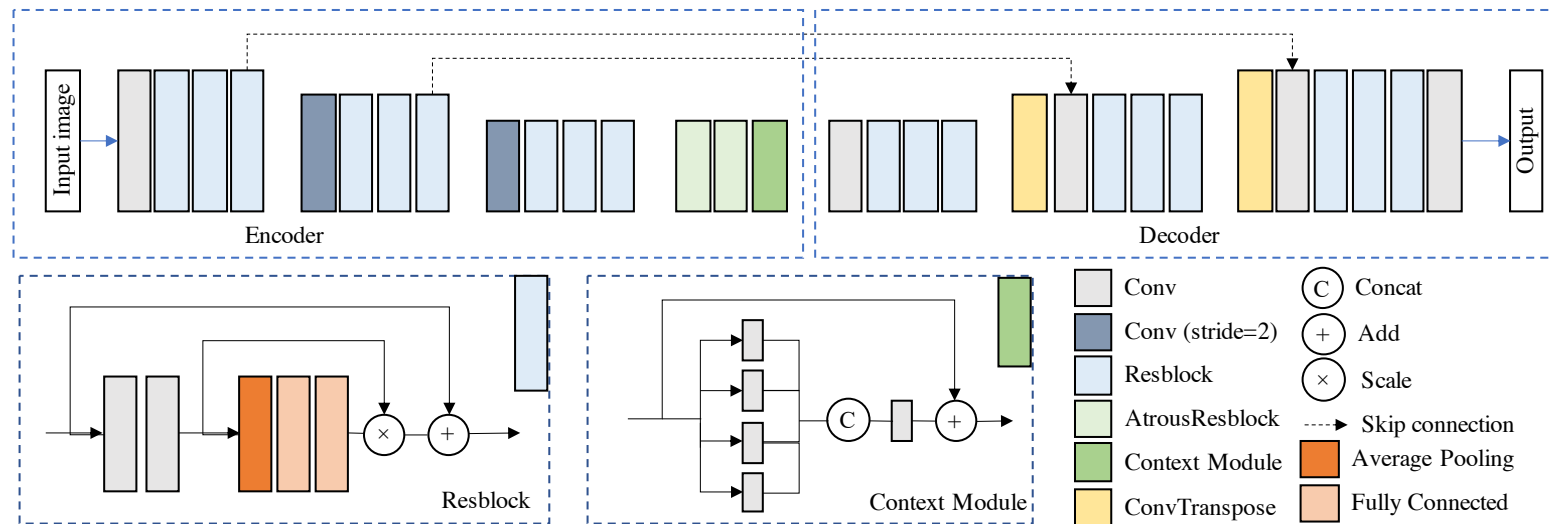 Input image
Output
Encoder
Decoder
×
+
Resblock
C
+
Context Module
Conv
Conv (stride=2)
Resblock
AtrousResblock
Context Module
ConvTranspose
C Concat
+ Add
× Scale
Skip connection
Average Pooling
Fully Connected